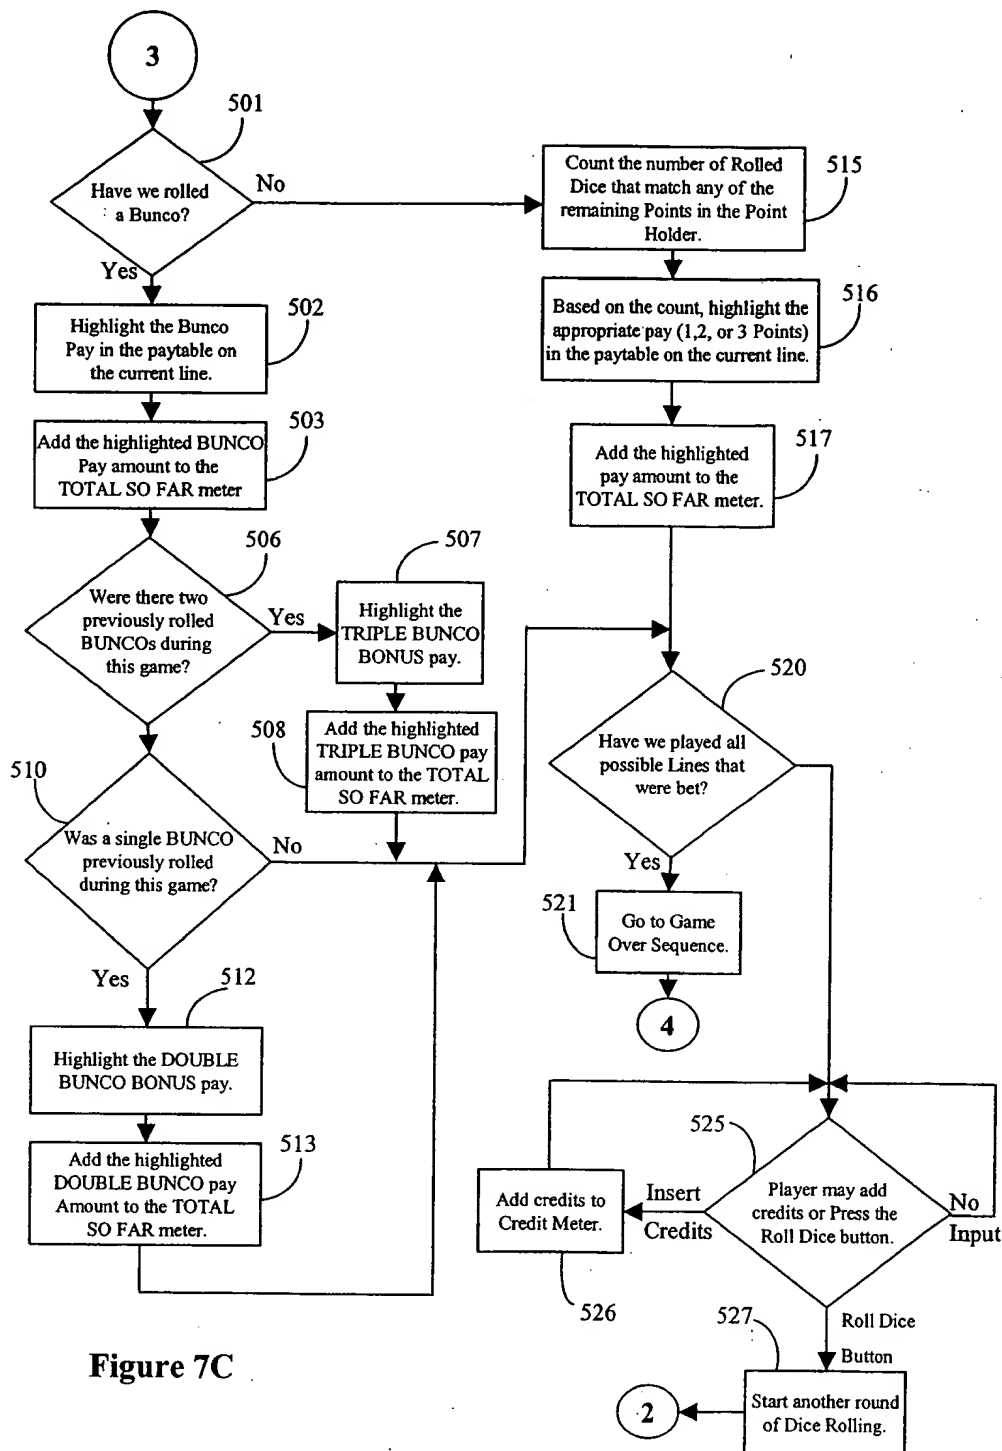 3
501
Have we rolled
a Bunco?
No
Yes
502
Highlight the Bunco
Pay in the paytable on
the current line.
503
Add the highlighted BUNCO
Pay amount to the
TOTAL SO FAR meter
506
Were there two
previously rolled
BUNCOs during
this game?
Yes
507
Highlight the
TRIPLE BUNCO
BONUS pay.
508
Add the highlighted
TRIPLE BUNCO pay
amount to the TOTAL
SO FAR meter.
510
Was a single BUNCO
previously rolled
during this game?
No
Yes
512
Highlight the DOUBLE
BUNCO BONUS pay.
513
Add the highlighted
DOUBLE BUNCO pay
Amount to the TOTAL
SO FAR meter.
515
Count the number of Rolled
Dice that match any of the
remaining Points in the Point
Holder.
516
Based on the count, highlight the
appropriate pay (1,2, or 3 Points)
in the paytable on the current line.
517
Add the highlighted
pay amount to the
TOTAL SO FAR meter.
520
Have we played all
possible Lines that
were bet?
Yes
521
Go to Game
Over Sequence.
4
525
Player may add
credits or Press the
Roll Dice button.
No
Input
Insert
Credits
Add credits to
Credit Meter.
526
Roll Dice
Button
527
Start another round
of Dice Rolling.
2
Figure 7C